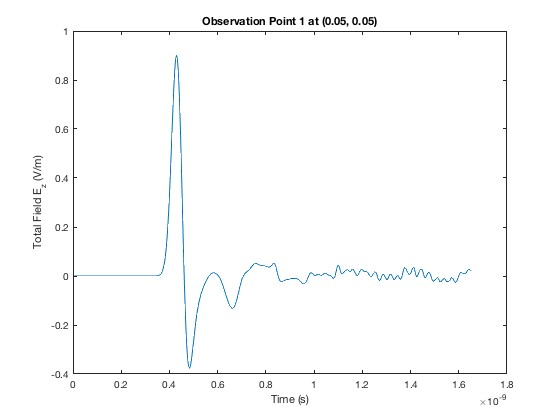 Observation Point 1 at (0.05, 0.05)
Total Field E_z (V/m)
1
0.8
0.6
0.4
0.2
0
-0.2
-0.4
0 0.2 0.4 0.6 0.8 1 1.2 1.4 1.6 1.8
Time (s)
×10^-9